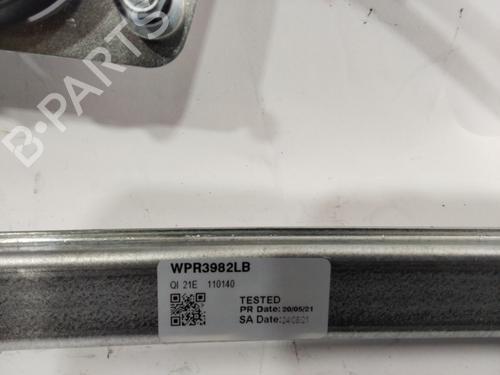 B-PARTS
WPR3982LB
QI 21E 110140
TESTED
PR Date: 20/05/21
SA Date: